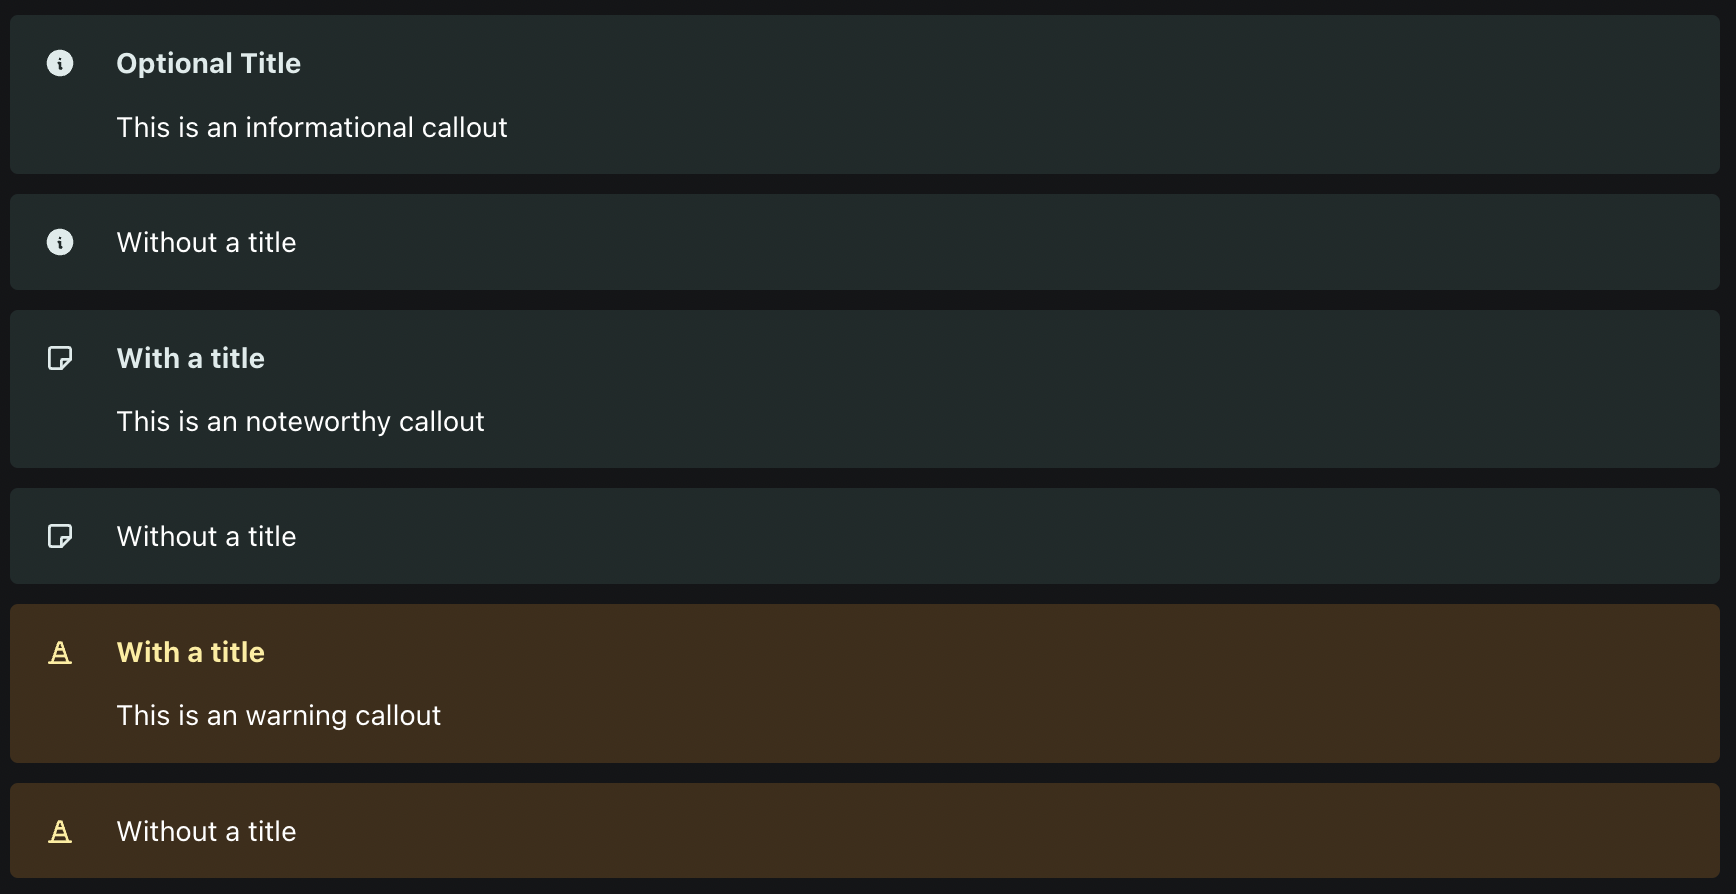 Optional Title
This is an informational callout
Without a title
With a title
This is an noteworthy callout
Without a title
With a title
This is an warning callout
Without a title